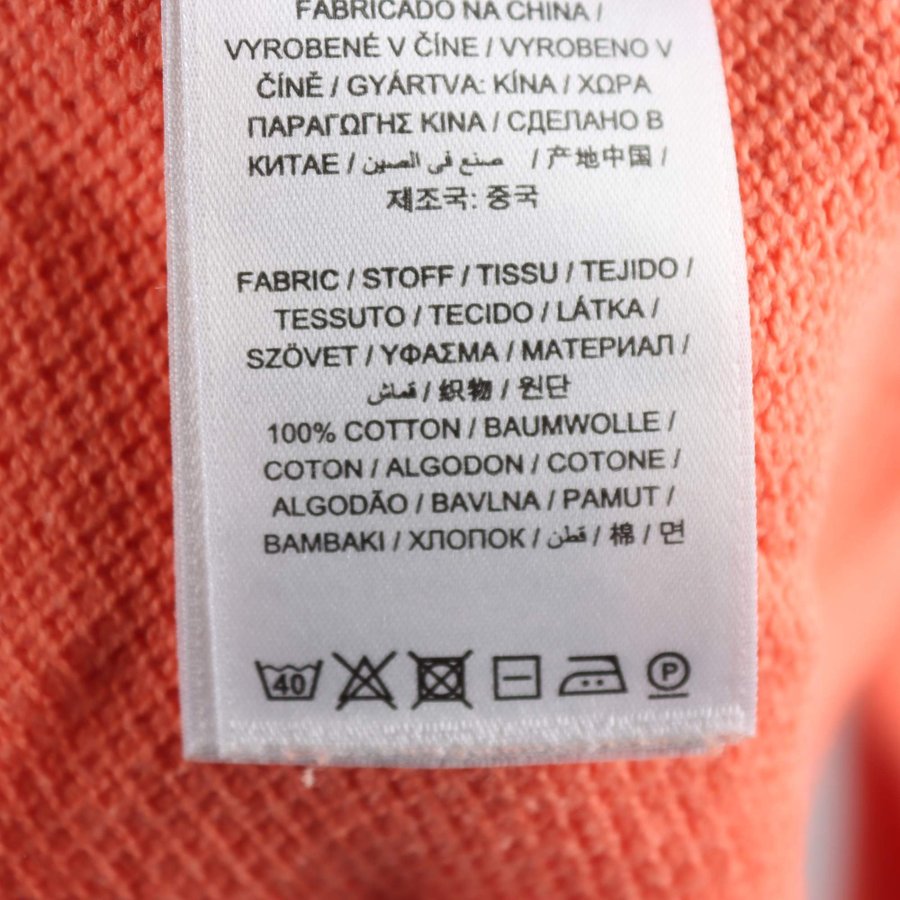 FABRICADO NA CHINA /
VYROBENÉ V ČÍNE / VYROBENO V
ČÍNĚ / GYÁRTVA: KÍNA / ΧΩΡΑ
ΠΑΡΑΓΩΓΗΣ ΚΙΝΑ / СДЕЛАНО В
КИТАЕ / صنع في الصين / 产地中国 /
제조국: 중국
FABRIC / STOFF / TISSU / TEJIDO /
TESSUTO / TECIDO / LÁTKA /
SZÖVET / ΥΦΑΣΜΑ / МАТЕРИАЛ /
قماش / 织物 / 원단
100% COTTON / BAUMWOLLE /
COTON / ALGODON / COTONE /
ALGODÃO / BAVLNA / PAMUT /
BAMBAKI / ХЛОПОК / قطن / 棉 / 면
40 P